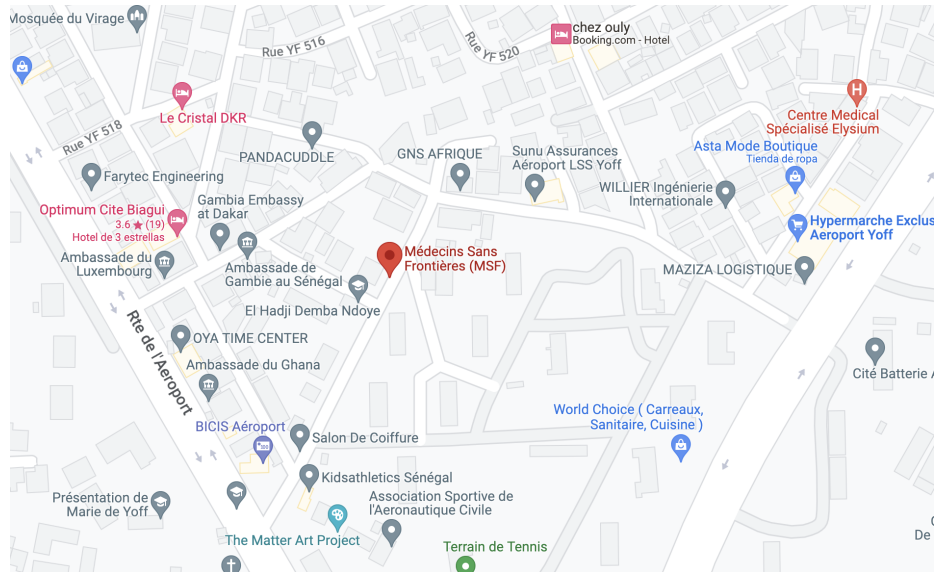 Mosquée du Virage
chez ouly
Booking.com - Hotel
Rue YF 516
Rue YF 520
Le Cristal DKR
Centre Medical
Spécialisé Elysium
Rue YF 518
PANDACUDDLE
GNS AFRIQUE
Sunu Assurances
Aéroport LSS Yoff
Asta Mode Boutique
Tienda de ropa
Farytec Engineering
WILLIER Ingénierie
Internationale
Gambia Embassy
at Dakar
Optimum Cite Biagui
3.6 ★ (19)
Hotel de 3 estrellas
Hypermarche Exclus
Aeroport Yoff
Ambassade du
Luxembourg
Médecins Sans
Frontières (MSF)
Ambassade de
Gambie au Sénégal
MAZIZA LOGISTIQUE
El Hadji Demba Ndoye
Rte de l'Aeroport
OYA TIME CENTER
Ambassade du Ghana
Cité Batterie A
World Choice ( Carreaux,
Sanitaire, Cuisine )
BICIS Aéroport
Salon De Coiffure
Kidsathletics Sénégal
Présentation de
Marie de Yoff
Association Sportive de
l'Aeronautique Civile
The Matter Art Project
Terrain de Tennis
De